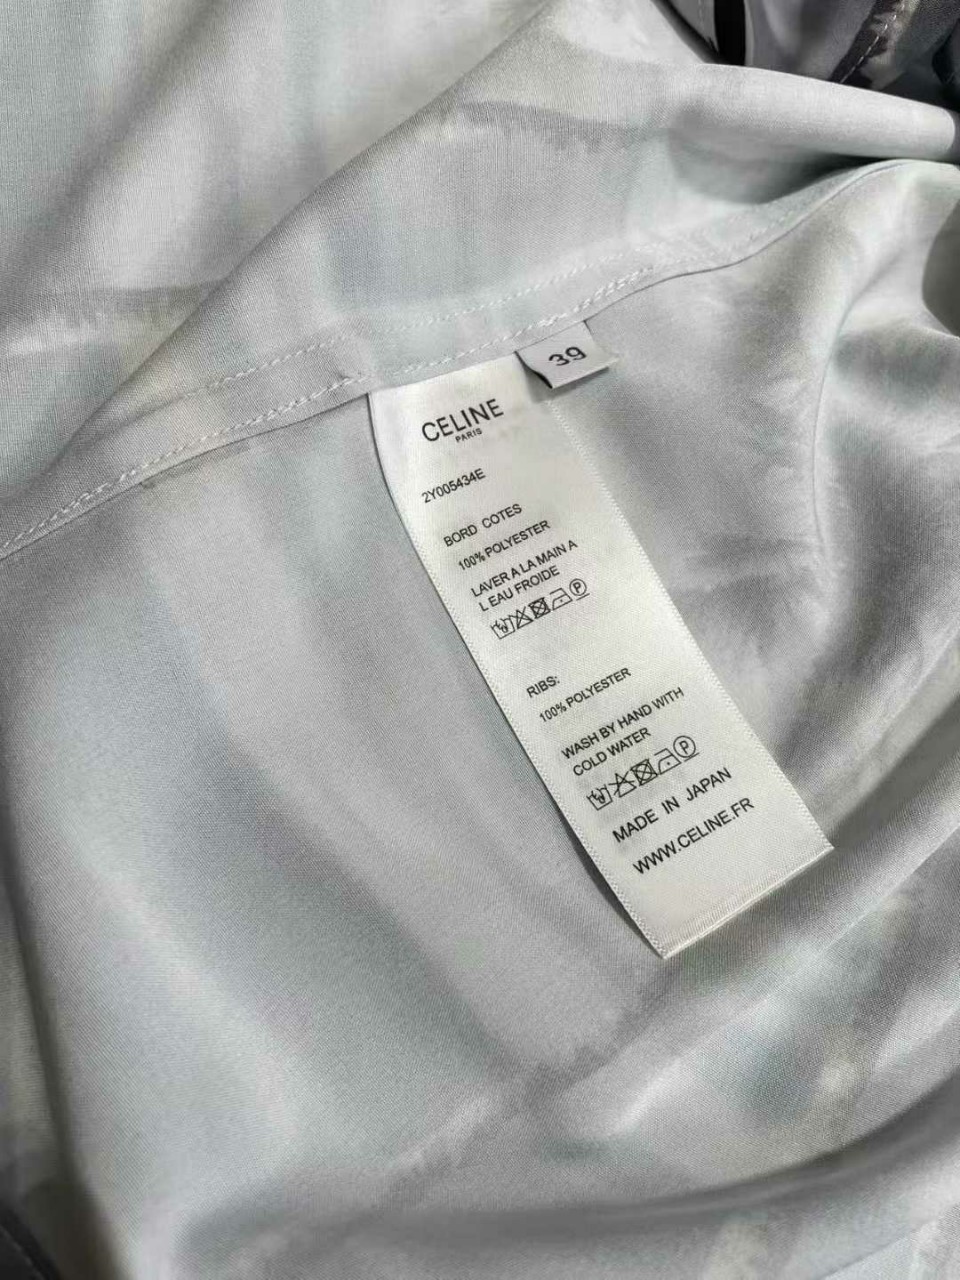 39
CELINE
PARIS
2Y005434E
BORD COTES
100% POLYESTER
LAVER A LA MAIN A
L EAU FROIDE
P
RIBS:
100% POLYESTER
WASH BY HAND WITH
COLD WATER
P
MADE IN JAPAN
WWW.CELINE.FR